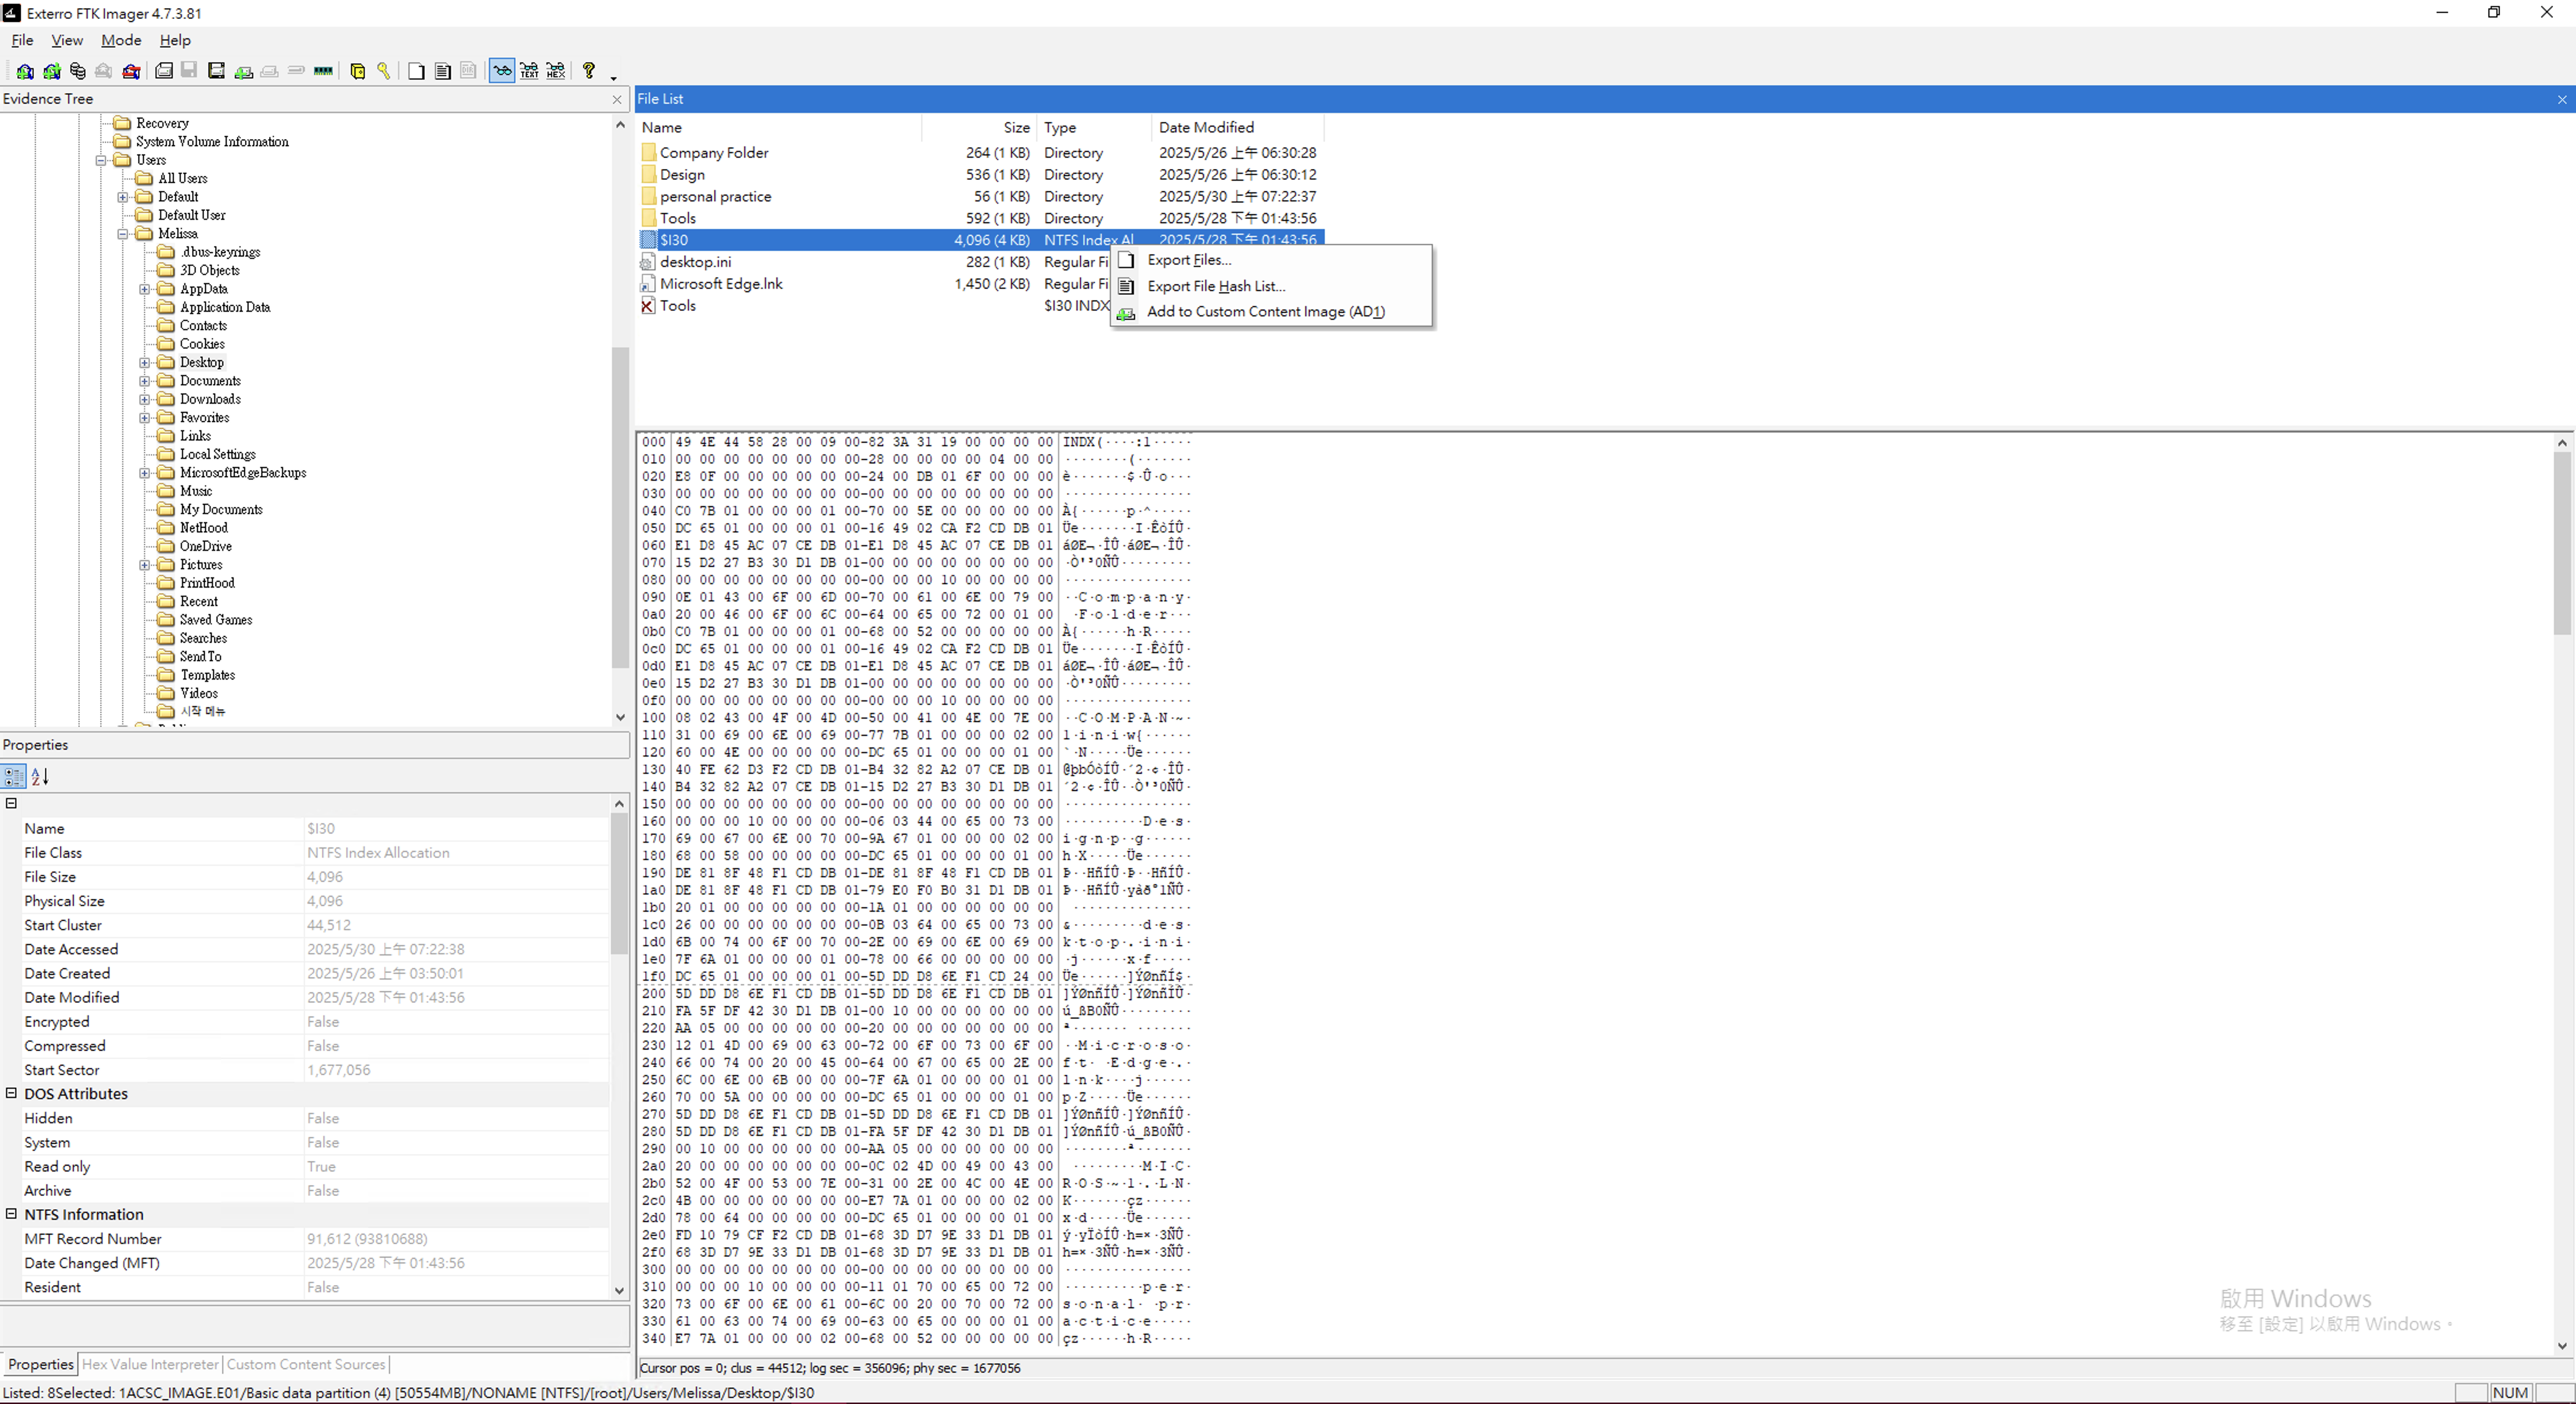 Exterro FTK Imager 4.7.3.81
File View Mode Help
Evidence Tree
Recovery
System Volume Information
Users
All Users
Default
Default User
Melissa
.dbus-keyrings
3D Objects
AppData
Application Data
Contacts
Cookies
Desktop
Documents
Downloads
Favorites
Links
Local Settings
MicrosoftEdgeBackups
Music
My Documents
NetHood
OneDrive
Pictures
PrintHood
Recent
Saved Games
Searches
SendTo
Templates
Videos
시작 메뉴
Properties
Name $I30
File Class NTFS Index Allocation
File Size 4,096
Physical Size 4,096
Start Cluster 44,512
Date Accessed 2025/5/30 上午 07:22:38
Date Created 2025/5/26 上午 03:50:01
Date Modified 2025/5/28 下午 01:43:56
Encrypted False
Compressed False
Start Sector 1,677,056
DOS Attributes
Hidden False
System False
Read only True
Archive False
NTFS Information
MFT Record Number 91,612 (93810688)
Date Changed (MFT) 2025/5/28 下午 01:43:56
Resident False
Properties Hex Value Interpreter Custom Content Sources
File List
Name Size Type Date Modified
Company Folder 264 (1 KB) Directory 2025/5/26 上午 06:30:28
Design 536 (1 KB) Directory 2025/5/26 上午 06:30:12
personal practice 56 (1 KB) Directory 2025/5/30 上午 07:22:37
Tools 592 (1 KB) Directory 2025/5/28 下午 01:43:56
$I30 4,096 (4 KB) NTFS Index Al 2025/5/28 下午 01:43:56
desktop.ini 282 (1 KB) Regular Fi
Microsoft Edge.lnk 1,450 (2 KB) Regular Fi
Tools $I30 INDX
Export Files...
Export File Hash List...
Add to Custom Content Image (AD1)
000 49 4E 44 58 28 00 09 00-82 3A 31 19 00 00 00 00 INDX(····:1·····
010 00 00 00 00 00 00 00 00-28 00 00 00 00 04 00 00 ········(·······
020 E8 0F 00 00 00 00 00 00-24 00 DB 01 6F 00 00 00 è·······$·Û·o···
030 00 00 00 00 00 00 00 00-00 00 00 00 00 00 00 00 ················
040 C0 7B 01 00 00 00 01 00-70 00 5E 00 00 00 00 00 À{······p·^·····
050 DC 65 01 00 00 00 01 00-16 49 02 CA F2 CD DB 01 Üe·······I·ÊòÍÛ·
060 E1 D8 45 AC 07 CE DB 01-E1 D8 45 AC 07 CE DB 01 áØE¬·ÎÛ·áØE¬·ÎÛ·
070 15 D2 27 B3 30 D1 DB 01-00 00 00 00 00 00 00 00 ·Ò'³0ÑÛ·········
080 00 00 00 00 00 00 00 00-00 00 10 00 00 00 00 00 ················
090 0E 01 43 00 6F 00 6D 00-70 00 61 00 6E 00 79 00 ··C·o·m·p·a·n·y·
0a0 20 00 46 00 6F 00 6C 00-64 00 65 00 72 00 01 00 ·F·o·l·d·e·r···
0b0 C0 7B 01 00 00 00 01 00-68 00 52 00 00 00 00 00 À{······h·R·····
0c0 DC 65 01 00 00 00 01 00-16 49 02 CA F2 CD DB 01 Üe·······I·ÊòÍÛ·
0d0 E1 D8 45 AC 07 CE DB 01-E1 D8 45 AC 07 CE DB 01 áØE¬·ÎÛ·áØE¬·ÎÛ·
0e0 15 D2 27 B3 30 D1 DB 01-00 00 00 00 00 00 00 00 ·Ò'³0ÑÛ·········
0f0 00 00 00 00 00 00 00 00-00 00 10 00 00 00 00 00 ················
100 08 02 43 00 4F 00 4D 00-50 00 41 00 4E 00 7E 00 ··C·O·M·P·A·N·~·
110 31 00 69 00 6E 00 69 00-77 7B 01 00 00 00 02 00 1·i·n·i·w{······
120 60 00 4E 00 00 00 00 00-DC 65 01 00 00 00 01 00 `·N·····Üe······
130 40 FE 62 D3 F2 CD DB 01-B4 32 82 A2 07 CE DB 01 @þbÓòÍÛ·´2·¢·ÎÛ·
140 B4 32 82 A2 07 CE DB 01-15 D2 27 B3 30 D1 DB 01 ´2·¢·ÎÛ··Ò'³0ÑÛ·
150 00 00 00 00 00 00 00 00-00 00 00 00 00 00 00 00 ················
160 00 00 00 10 00 00 00 00-06 03 44 00 65 00 73 00 ··········D·e·s·
170 69 00 67 00 6E 00 70 00-9A 67 01 00 00 00 02 00 i·g·n·p··g······
180 68 00 58 00 00 00 00 00-DC 65 01 00 00 00 01 00 h·X·····Üe······
190 DE 81 8F 48 F1 CD DB 01-DE 81 8F 48 F1 CD DB 01 Þ··HñÍÛ·Þ··HñÍÛ·
1a0 DE 81 8F 48 F1 CD DB 01-79 E0 F0 B0 31 D1 DB 01 Þ··HñÍÛ·yàð°1ÑÛ·
1b0 20 01 00 00 00 00 00 00-1A 01 00 00 00 00 00 00 ···············
1c0 26 00 00 00 00 00 00 00-0B 03 64 00 65 00 73 00 &·········d·e·s·
1d0 6B 00 74 00 6F 00 70 00-2E 00 69 00 6E 00 69 00 k·t·o·p·.·i·n·i·
1e0 7F 6A 01 00 00 00 01 00-78 00 66 00 00 00 00 00 ·j······x·f·····
1f0 DC 65 01 00 00 00 01 00-5D DD D8 6E F1 CD 24 00 Üe······]ÝØnñÍ$·
200 5D DD D8 6E F1 CD DB 01-5D DD D8 6E F1 CD DB 01 ]ÝØnñÍÛ·]ÝØnñÍÛ·
210 FA 5F DF 42 30 D1 DB 01-00 10 00 00 00 00 00 00 ú_ßB0ÑÛ·········
220 AA 05 00 00 00 00 00 00-20 00 00 00 00 00 00 00 ª······· ·······
230 12 01 4D 00 69 00 63 00-72 00 6F 00 73 00 6F 00 ··M·i·c·r·o·s·o·
240 66 00 74 00 20 00 45 00-64 00 67 00 65 00 2E 00 f·t· ·E·d·g·e·.·
250 6C 00 6E 00 6B 00 00 00-7F 6A 01 00 00 00 01 00 l·n·k····j······
260 70 00 5A 00 00 00 00 00-DC 65 01 00 00 00 01 00 p·Z·····Üe······
270 5D DD D8 6E F1 CD DB 01-5D DD D8 6E F1 CD DB 01 ]ÝØnñÍÛ·]ÝØnñÍÛ·
280 5D DD D8 6E F1 CD DB 01-FA 5F DF 42 30 D1 DB 01 ]ÝØnñÍÛ·ú_ßB0ÑÛ·
290 00 10 00 00 00 00 00 00-AA 05 00 00 00 00 00 00 ········ª·······
2a0 20 00 00 00 00 00 00 00-0C 02 4D 00 49 00 43 00 ·········M·I·C·
2b0 52 00 4F 00 53 00 7E 00-31 00 2E 00 4C 00 4E 00 R·O·S·~·1·.·L·N·
2c0 4B 00 00 00 00 00 00 00-E7 7A 01 00 00 00 02 00 K·······çz······
2d0 78 00 64 00 00 00 00 00-DC 65 01 00 00 00 01 00 x·d·····Üe······
2e0 FD 10 79 CF F2 CD DB 01-68 3D D7 9E 33 D1 DB 01 ý·yÏòÍÛ·h=×·3ÑÛ·
2f0 68 3D D7 9E 33 D1 DB 01-68 3D D7 9E 33 D1 DB 01 h=×·3ÑÛ·h=×·3ÑÛ·
300 00 00 00 00 00 00 00 00-00 00 00 00 00 00 00 00 ················
310 00 00 00 10 00 00 00 00-11 01 70 00 65 00 72 00 ··········p·e·r·
320 73 00 6F 00 6E 00 61 00-6C 00 20 00 70 00 72 00 s·o·n·a·l· ·p·r·
330 61 00 63 00 74 00 69 00-63 00 65 00 00 00 01 00 a·c·t·i·c·e·····
340 E7 7A 01 00 00 00 02 00-68 00 52 00 00 00 00 00 çz······h·R·····
啟用 Windows
移至 [設定] 以啟用 Windows。
Cursor pos = 0; clus = 44512; log sec = 356096; phy sec = 1677056
Listed: 8Selected: 1ACSC_IMAGE.E01/Basic data partition (4) [50554MB]/NONAME [NTFS]/[root]/Users/Melissa/Desktop/$I30
NUM